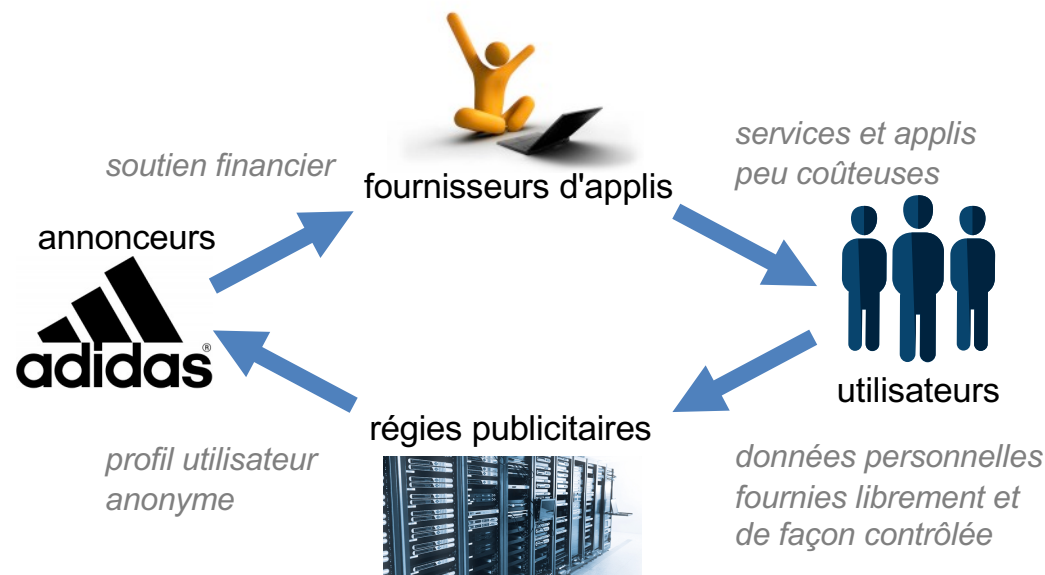 soutien financier
fournisseurs d'applis
services et applis
peu coûteuses
annonceurs
adidas®
utilisateurs
régies publicitaires
profil utilisateur
anonyme
données personnelles
fournies librement et
de façon contrôlée